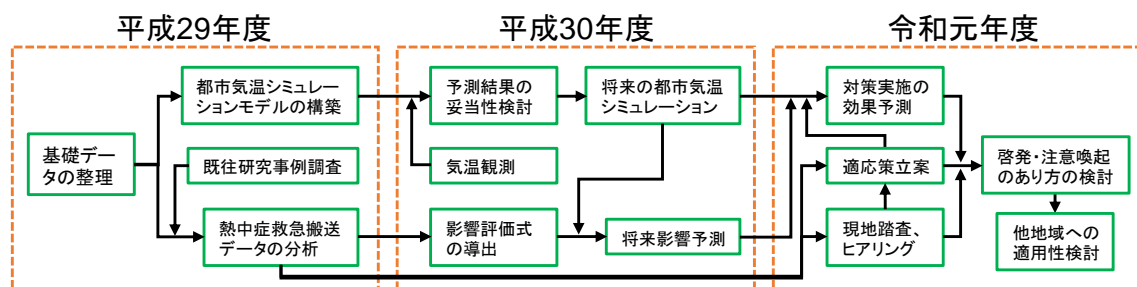 平成29年度
基礎デー
タの整理
都市気温シミュレー
ションモデルの構築
既往研究事例調査
熱中症救急搬送
データの分析
平成30年度
予測結果の
妥当性検討
将来の都市気温
シミュレーション
気温観測
影響評価式
の導出
将来影響予測
令和元年度
対策実施の
効果予測
適応策立案
現地踏査、
ヒアリング
啓発・注意喚起
のあり方の検討
他地域への
適用性検討